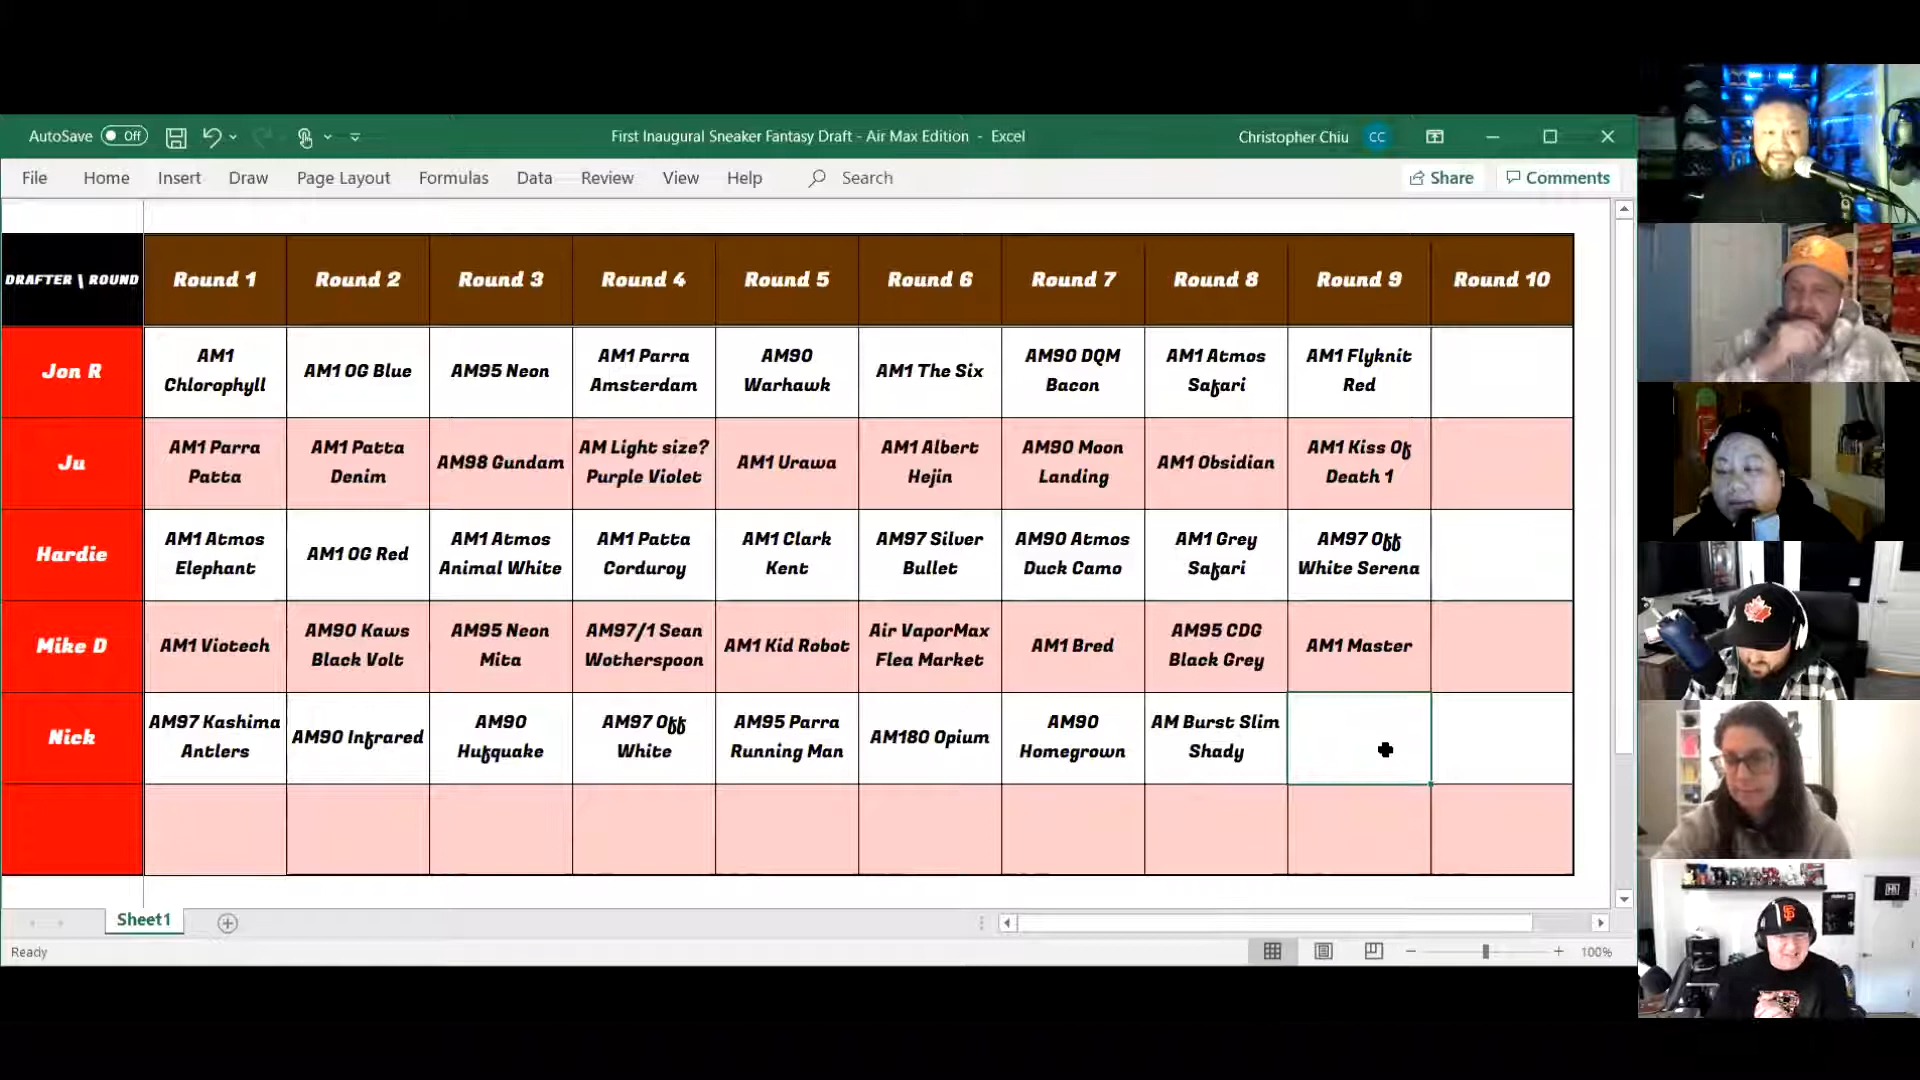 AutoSave Off
First Inaugural Sneaker Fantasy Draft - Air Max Edition - Excel
Christopher Chiu CC
File Home Insert Draw Page Layout Formulas Data Review View Help Search Share Comments
DRAFTER \ ROUND Round 1 Round 2 Round 3 Round 4 Round 5 Round 6 Round 7 Round 8 Round 9 Round 10
Jon R
AM1
Chlorophyll
AM1 OG Blue
AM95 Neon
AM1 Parra
Amsterdam
AM90
Warhawk
AM1 The Six
AM90 DQM
Bacon
AM1 Atmos
Safari
AM1 Flyknit
Red
Ju
AM1 Parra
Patta
AM1 Patta
Denim
AM98 Gundam
AM Light size?
Purple Violet
AM1 Urawa
AM1 Albert
Hejin
AM90 Moon
Landing
AM1 Obsidian
AM1 Kiss Of
Death 1
Hardie
AM1 Atmos
Elephant
AM1 OG Red
AM1 Atmos
Animal White
AM1 Patta
Corduroy
AM1 Clark
Kent
AM97 Silver
Bullet
AM90 Atmos
Duck Camo
AM1 Grey
Safari
AM97 Off
White Serena
Mike D
AM1 Viotech
AM90 Kaws
Black Volt
AM95 Neon
Mita
AM97/1 Sean
Wotherspoon
AM1 Kid Robot
Air VaporMax
Flea Market
AM1 Bred
AM95 CDG
Black Grey
AM1 Master
Nick
AM97 Kashima
Antlers
AM90 Infrared
AM90
Hufquake
AM97 Off
White
AM95 Parra
Running Man
AM180 Opium
AM90
Homegrown
AM Burst Slim
Shady
Sheet1
Ready
100%